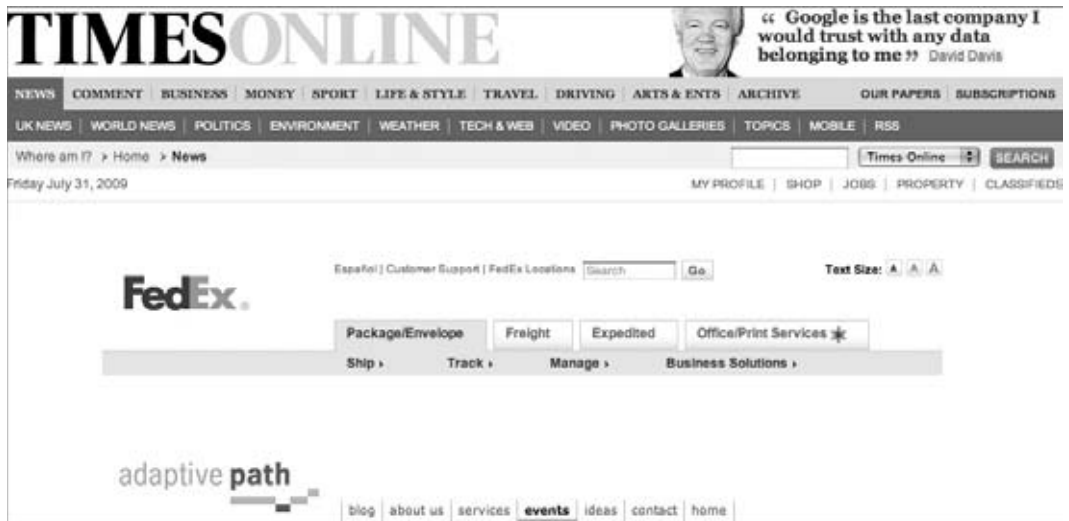 TIMESONLINE
“ Google is the last company I would trust with any data belonging to me ” David Davis
NEWS COMMENT BUSINESS MONEY SPORT LIFE & STYLE TRAVEL DRIVING ARTS & ENTS ARCHIVE OUR PAPERS SUBSCRIPTIONS
UK NEWS WORLD NEWS POLITICS ENVIRONMENT WEATHER TECH & WEB VIDEO PHOTO GALLERIES TOPICS MOBILE RSS
Where am I? > Home > News Times Online SEARCH
Friday July 31, 2009 MY PROFILE | SHOP | JOBS | PROPERTY | CLASSIFIEDS
Español | Customer Support | FedEx Locations Search Go Text Size: A A A
FedEx®
Package/Envelope Freight Expedited Office/Print Services
Ship › Track › Manage › Business Solutions ›
adaptive path
blog about us services events ideas contact home